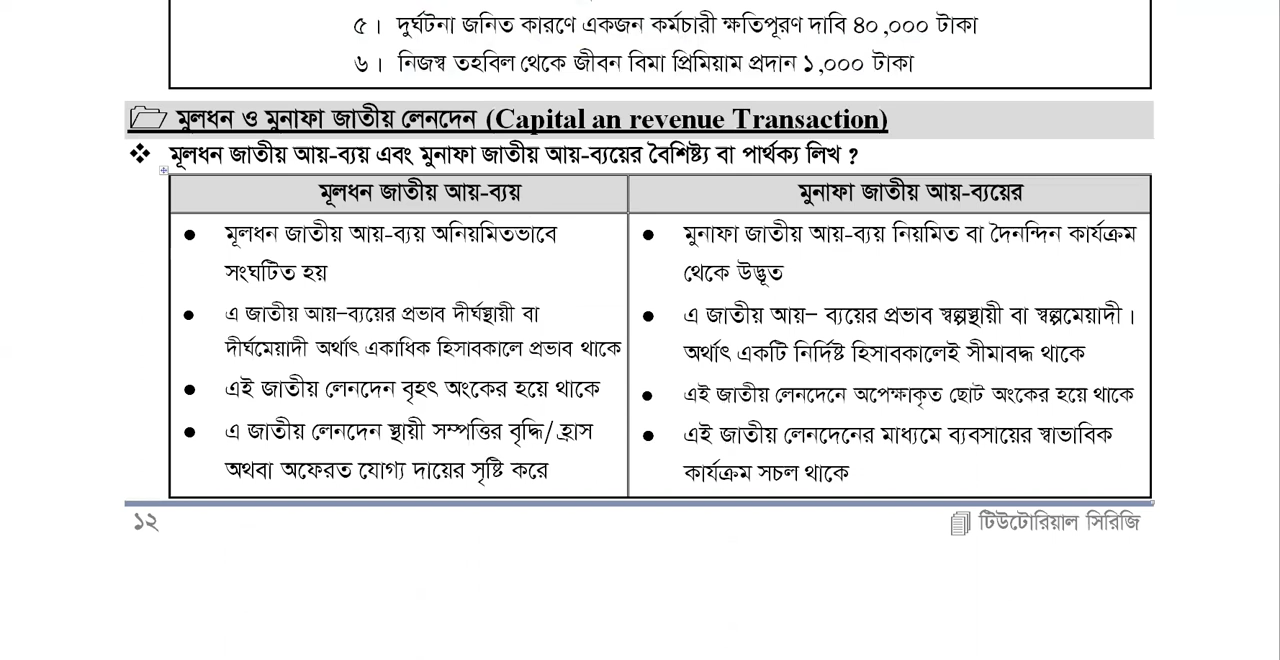 ৫। দুর্ঘটনা জনিত কারণে একজন কর্মচারী ক্ষতিপূরণ দাবি ৪০,০০০ টাকা
৬। নিজস্ব তহবিল থেকে জীবন বিমা প্রিমিয়াম প্রদান ১,০০০ টাকা
মুলধন ও মুনাফা জাতীয় লেনদেন (Capital an revenue Transaction)
❖ মূলধন জাতীয় আয়-ব্যয় এবং মুনাফা জাতীয় আয়-ব্যয়ের বৈশিষ্ট্য বা পার্থক্য লিখ ?
মূলধন জাতীয় আয়-ব্যয়
● মূলধন জাতীয় আয়-ব্যয় অনিয়মিতভাবে
সংঘটিত হয়
● এ জাতীয় আয়–ব্যয়ের প্রভাব দীর্ঘস্থায়ী বা
দীর্ঘমেয়াদী অর্থাৎ একাধিক হিসাবকালে প্রভাব থাকে
● এই জাতীয় লেনদেন বৃহৎ অংকের হয়ে থাকে
● এ জাতীয় লেনদেন স্থায়ী সম্পত্তির বৃদ্ধি/ হ্রাস
অথবা অফেরত যোগ্য দায়ের সৃষ্টি করে
মুনাফা জাতীয় আয়-ব্যয়ের
● মুনাফা জাতীয় আয়-ব্যয় নিয়মিত বা দৈনন্দিন কার্যক্রম
থেকে উদ্ভূত
● এ জাতীয় আয়– ব্যয়ের প্রভাব স্বল্পস্থায়ী বা স্বল্পমেয়াদী।
অর্থাৎ একটি নির্দিষ্ট হিসাবকালেই সীমাবদ্ধ থাকে
● এই জাতীয় লেনদেনে অপেক্ষাকৃত ছোট অংকের হয়ে থাকে
● এই জাতীয় লেনদেনের মাধ্যমে ব্যবসায়ের স্বাভাবিক
কার্যক্রম সচল থাকে
১২
টিউটোরিয়াল সিরিজি